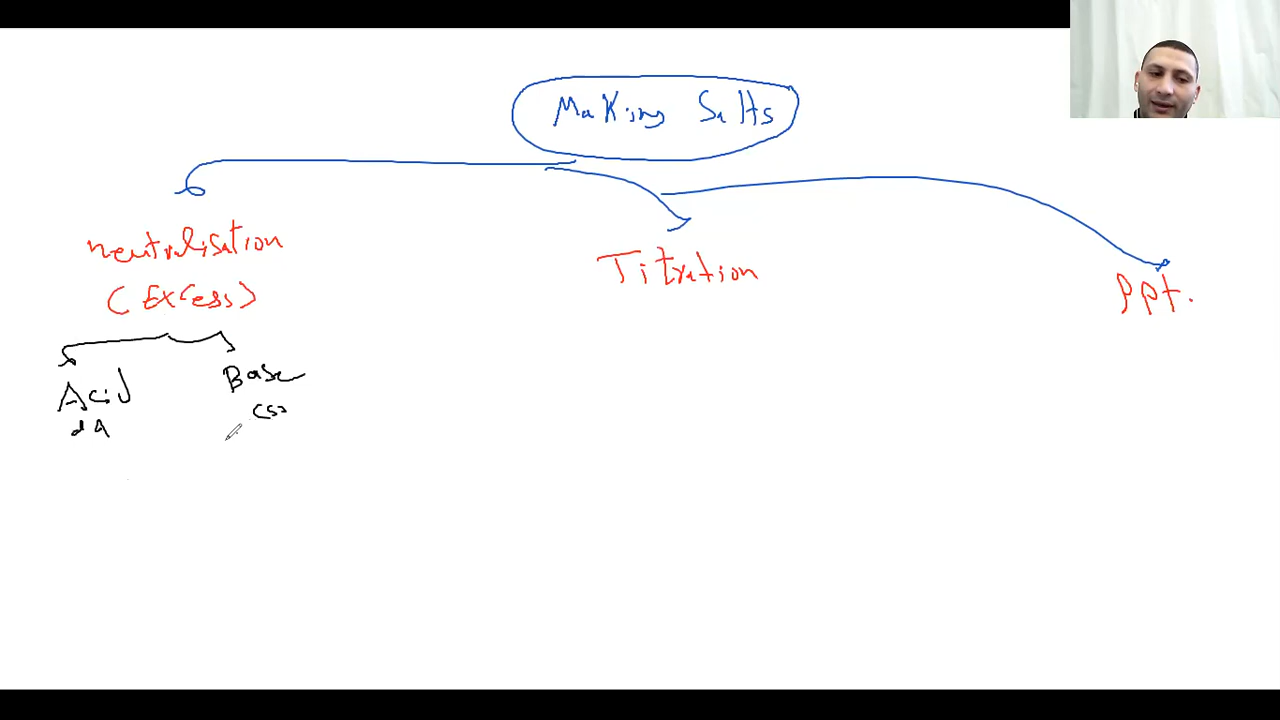 Making Salts
neutralisation
(Excess)
Titration
Ppt.
Acid
Base